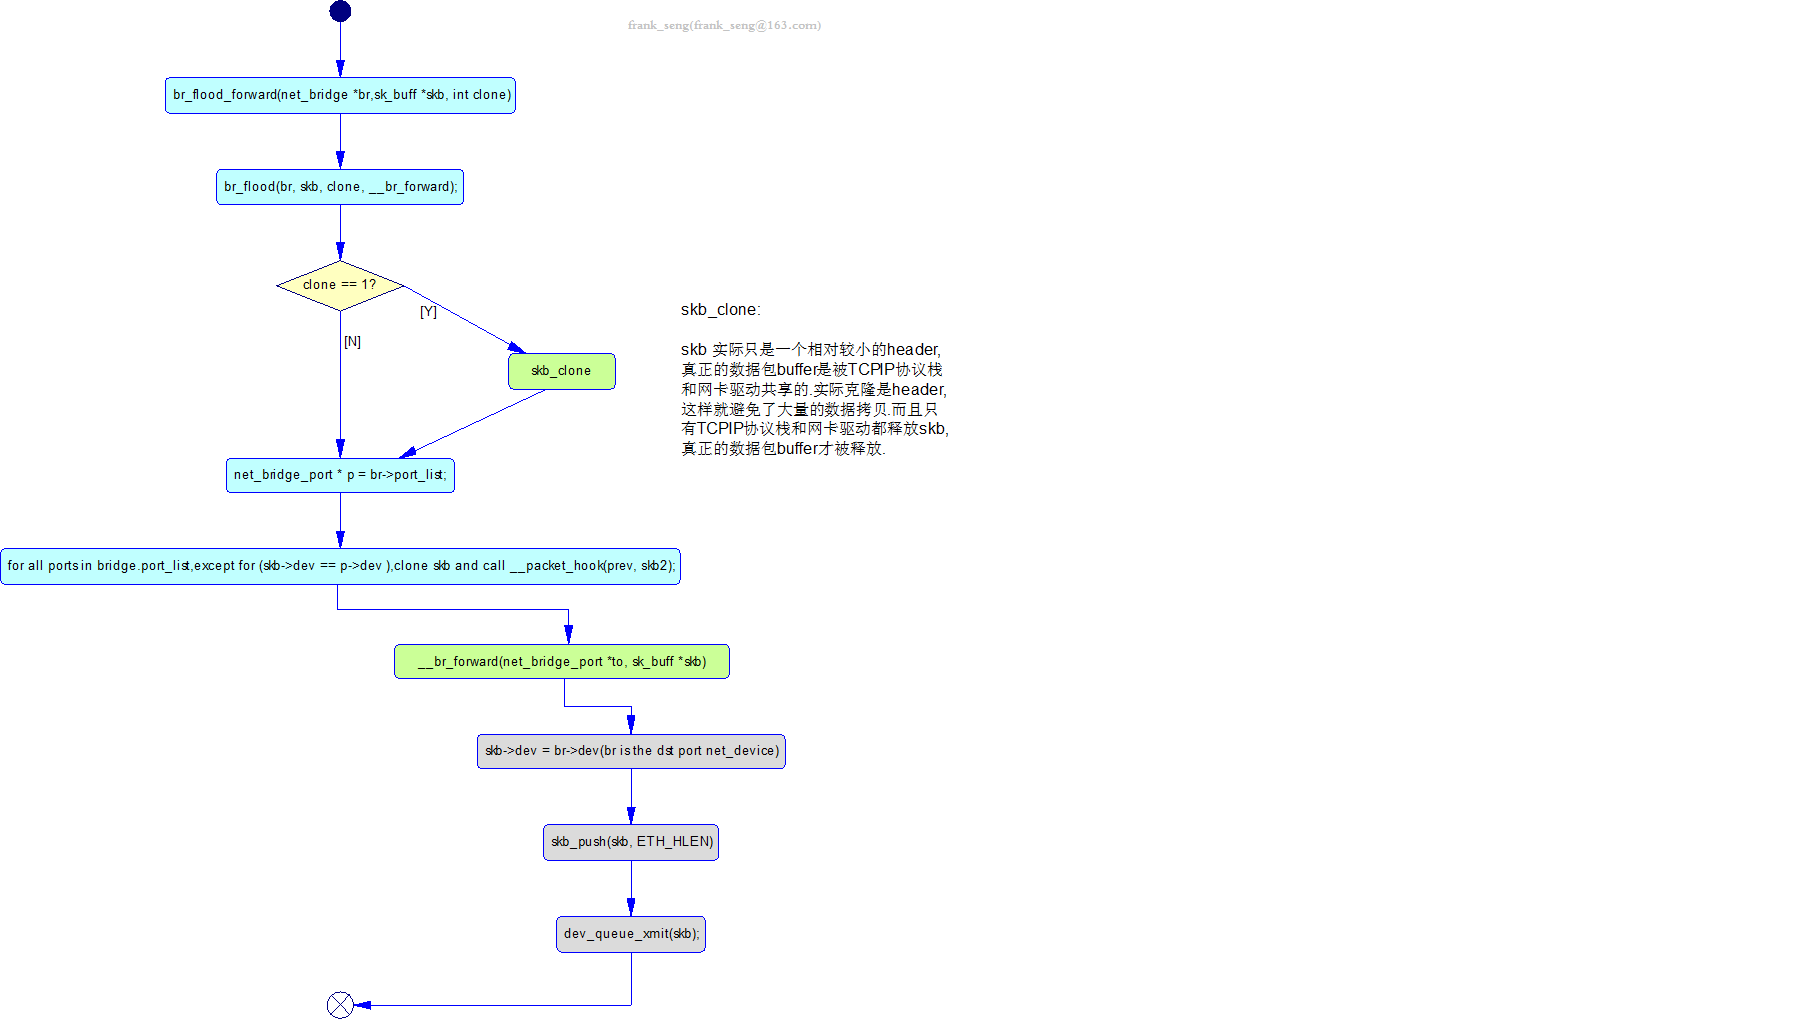 frank_seng(frank_seng@163.com)
br_flood_forward(net_bridge *br,sk_buff *skb, int clone)
br_flood(br, skb, clone, __br_forward);
clone == 1?
[Y]
[N]
skb_clone
skb_clone:
skb 实际只是一个相对较小的header,
真正的数据包buffer是被TCPIP协议栈
和网卡驱动共享的.实际克隆是header,
这样就避免了大量的数据拷贝.而且只
有TCPIP协议栈和网卡驱动都释放skb,
真正的数据包buffer才被释放.
net_bridge_port * p = br->port_list;
for all ports in bridge.port_list,except for (skb->dev == p->dev ),clone skb and call __packet_hook(prev, skb2);
__br_forward(net_bridge_port *to, sk_buff *skb)
skb->dev = br->dev(br is the dst port net_device)
skb_push(skb, ETH_HLEN)
dev_queue_xmit(skb);